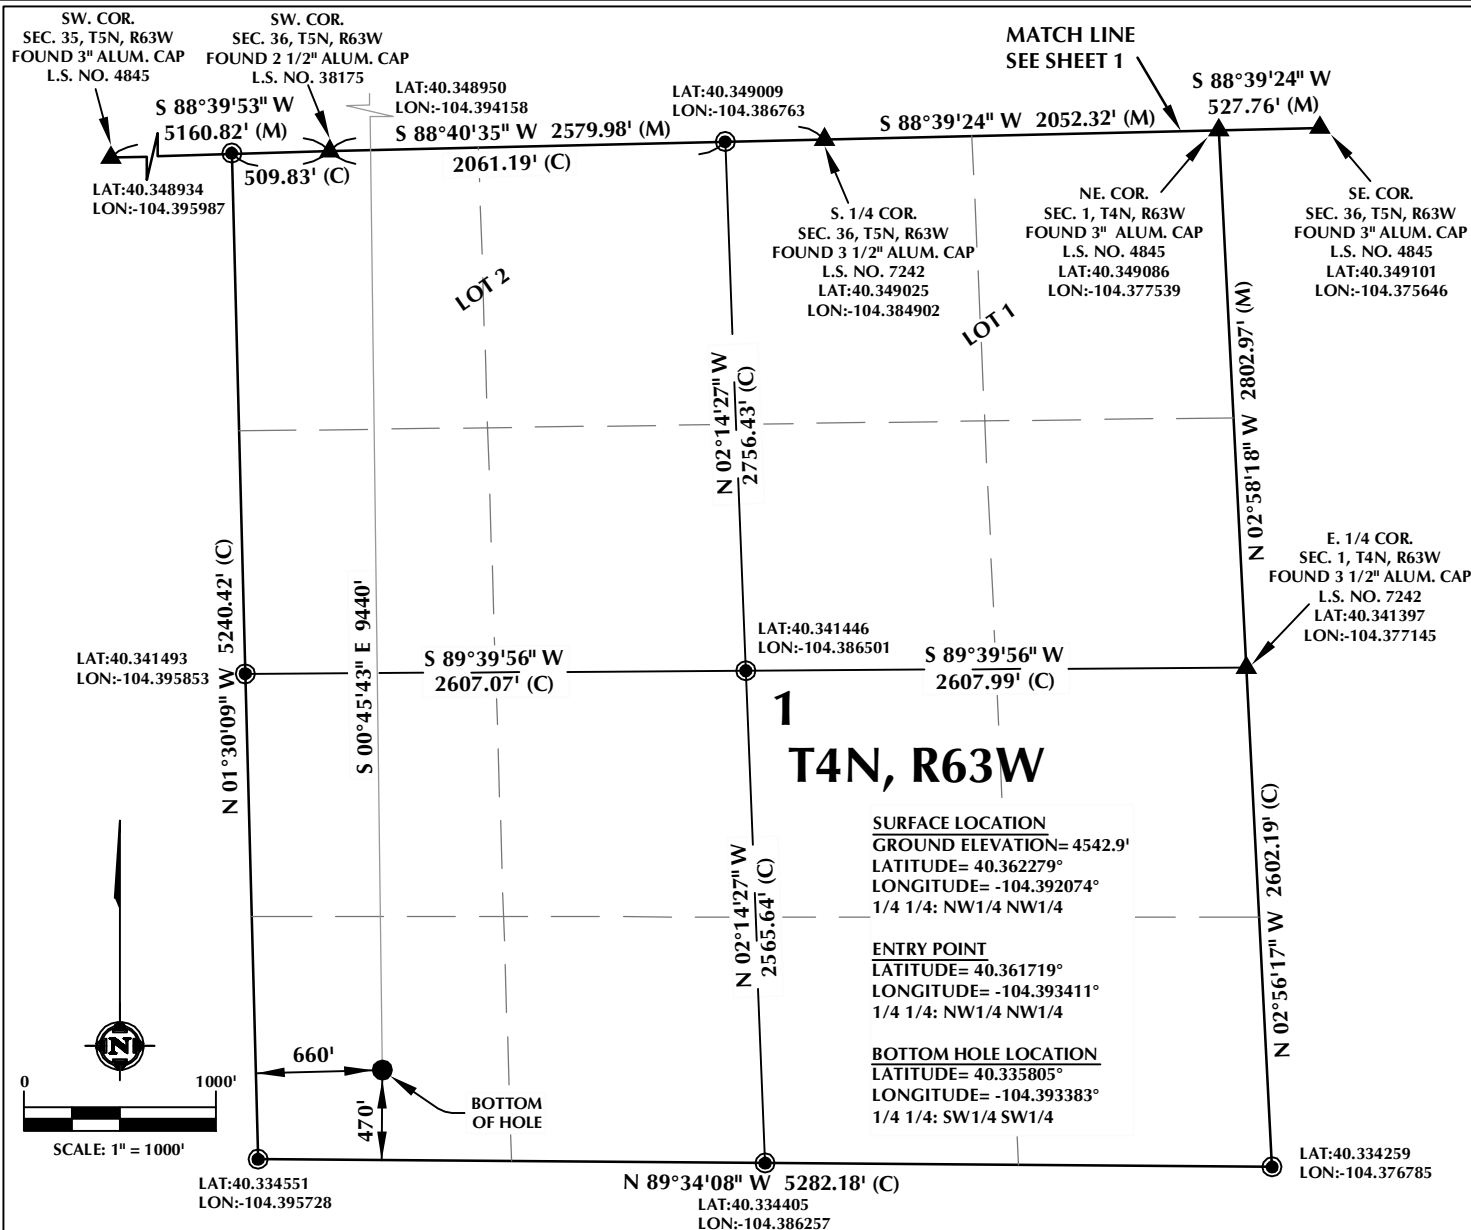 SW. COR.
SEC. 35, T5N, R63W
FOUND 3" ALUM. CAP
L.S. NO. 4845
SW. COR.
SEC. 36, T5N, R63W
FOUND 2 1/2" ALUM. CAP
L.S. NO. 38175
MATCH LINE
SEE SHEET 1
S 88°39'53" W
5160.82' (M)
LAT:40.348950
LON:-104.394158
S 88°40'35" W 2579.98' (M)
2061.19' (C)
LAT:40.349009
LON:-104.386763
S 88°39'24" W 2052.32' (M)
S 88°39'24" W
527.76' (M)
LAT:40.348934
LON:-104.395987
509.83' (C)
S. 1/4 COR.
SEC. 36, T5N, R63W
FOUND 3 1/2" ALUM. CAP
L.S. NO. 7242
LAT:40.349025
LON:-104.384902
NE. COR.
SEC. 1, T4N, R63W
FOUND 3" ALUM. CAP
L.S. NO. 4845
LAT:40.349086
LON:-104.377539
SE. COR.
SEC. 36, T5N, R63W
FOUND 3" ALUM. CAP
L.S. NO. 4845
LAT:40.349101
LON:-104.375646
LOT 2
LOT 1
N 02°14'27" W
2756.43' (C)
N 02°58'18" W 2802.97' (M)
N 01°30'09" W 5240.42' (C)
S 00°45'43" E 9440'
E. 1/4 COR.
SEC. 1, T4N, R63W
FOUND 3 1/2" ALUM. CAP
L.S. NO. 7242
LAT:40.341397
LON:-104.377145
LAT:40.341493
LON:-104.395853
S 89°39'56" W
2607.07' (C)
LAT:40.341446
LON:-104.386501
S 89°39'56" W
2607.99' (C)
1
T4N, R63W
N 02°14'27" W
2565.64' (C)
N 02°56'17" W 2602.19' (C)
SURFACE LOCATION
GROUND ELEVATION= 4542.9'
LATITUDE= 40.362279°
LONGITUDE= -104.392074°
1/4 1/4: NW1/4 NW1/4
ENTRY POINT
LATITUDE= 40.361719°
LONGITUDE= -104.393411°
1/4 1/4: NW1/4 NW1/4
BOTTOM HOLE LOCATION
LATITUDE= 40.335805°
LONGITUDE= -104.393383°
1/4 1/4: SW1/4 SW1/4
N
0 1000'
SCALE: 1" = 1000'
660'
470'
BOTTOM
OF HOLE
LAT:40.334551
LON:-104.395728
N 89°34'08" W 5282.18' (C)
LAT:40.334405
LON:-104.386257
LAT:40.334259
LON:-104.376785